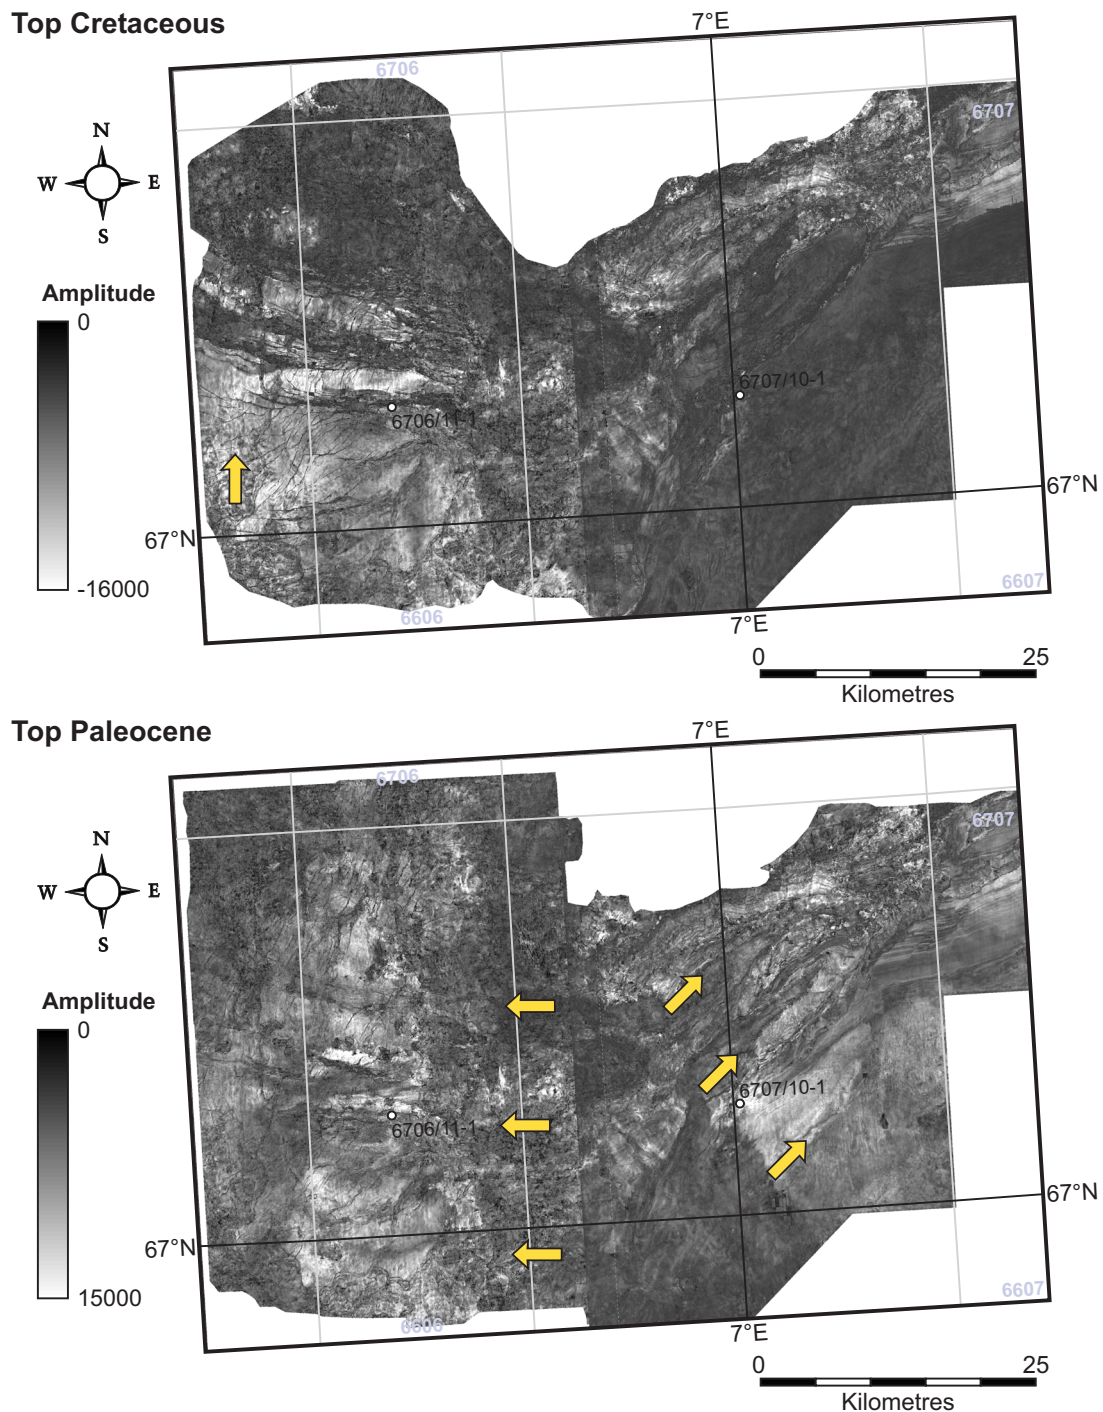 Top Cretaceous
7°E
6706
6707
N
W E
S
Amplitude
0
-16000
6707/10-1
6706/11-1
67°N
67°N
6607
6606
7°E
0 25
Kilometres
Top Paleocene
7°E
6706
6707
N
W E
S
Amplitude
0
15000
6707/10-1
6706/11-1
67°N
67°N
6607
6606
7°E
0 25
Kilometres